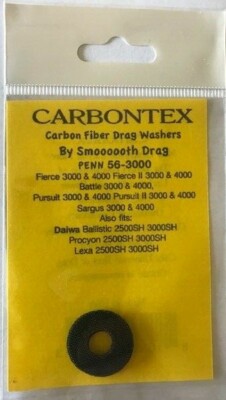 CARBONTEX
Carbon Fiber Drag Washers
By Smoooooth Drag
PENN 56-3000
Fierce 3000 & 4000 Fierce II 3000 & 4000
Battle 3000 & 4000,
Pursuit 3000 & 4000 Pursuit II 3000 & 4000
Sargus 3000 & 4000
Also fits:
Daiwa Ballistic 2500SH 3000SH
Procyon 2500SH 3000SH
Lexa 2500SH 3000SH